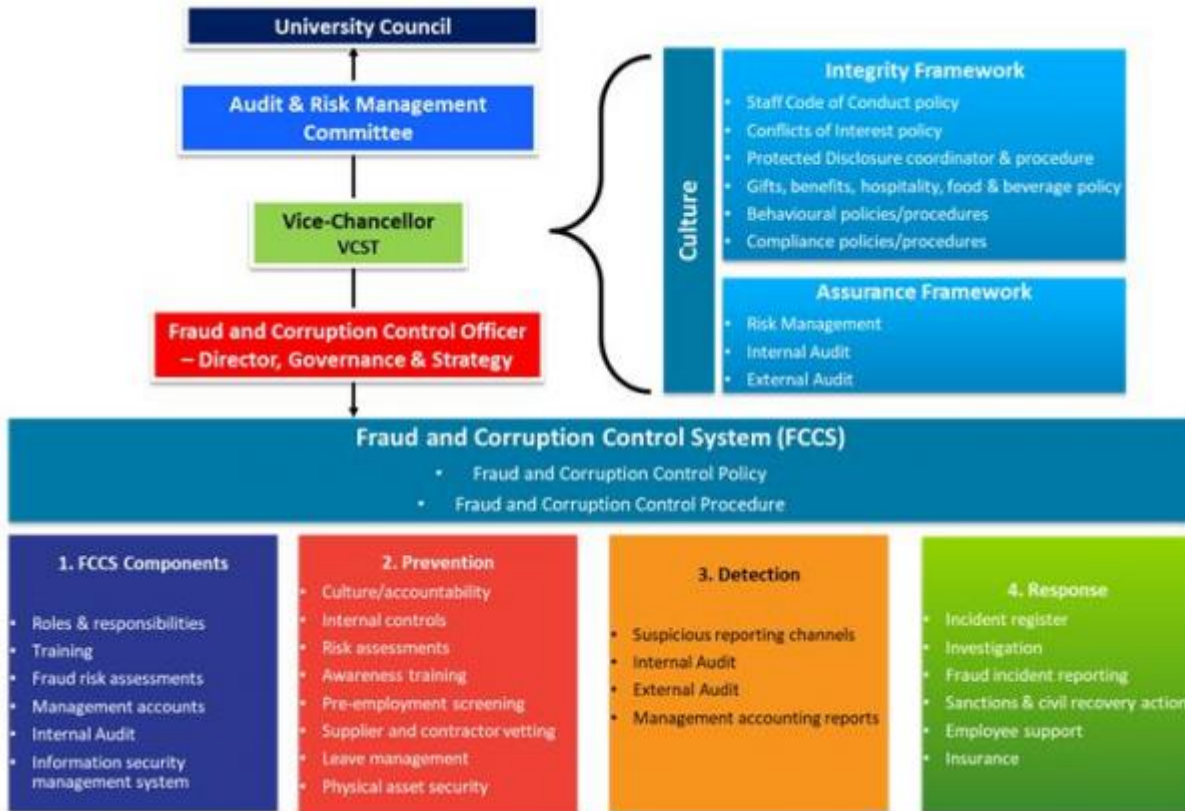 University Council
Audit & Risk Management
Committee
Vice-Chancellor
VCST
Fraud and Corruption Control Officer
– Director, Governance & Strategy
Culture
Integrity Framework
• Staff Code of Conduct policy
• Conflicts of Interest policy
• Protected Disclosure coordinator & procedure
• Gifts, benefits, hospitality, food & beverage policy
• Behavioural policies/procedures
• Compliance policies/procedures
Assurance Framework
• Risk Management
• Internal Audit
• External Audit
Fraud and Corruption Control System (FCCS)
• Fraud and Corruption Control Policy
• Fraud and Corruption Control Procedure
1. FCCS Components
• Roles & responsibilities
• Training
• Fraud risk assessments
• Management accounts
• Internal Audit
• Information security
management system
2. Prevention
• Culture/accountability
• Internal controls
• Risk assessments
• Awareness training
• Pre-employment screening
• Supplier and contractor vetting
• Leave management
• Physical asset security
3. Detection
• Suspicious reporting channels
• Internal Audit
• External Audit
• Management accounting reports
4. Response
• Incident register
• Investigation
• Fraud incident reporting
• Sanctions & civil recovery action
• Employee support
• Insurance